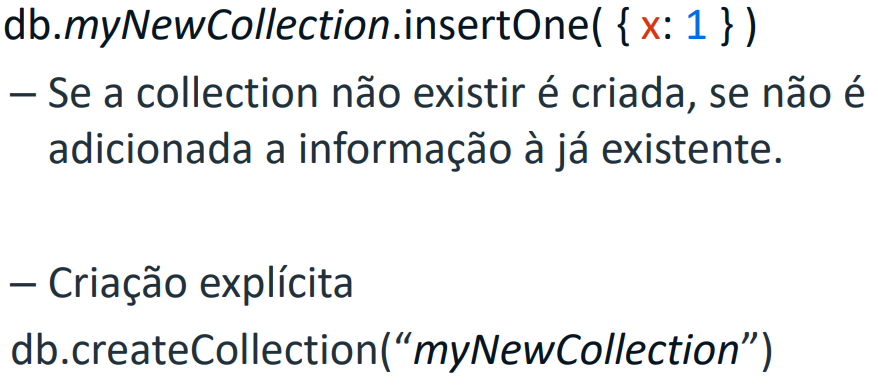 db.myNewCollection.insertOne( { x: 1 } )
– Se a collection não existir é criada, se não é
adicionada a informação à já existente.
– Criação explícita
db.createCollection(“myNewCollection”)